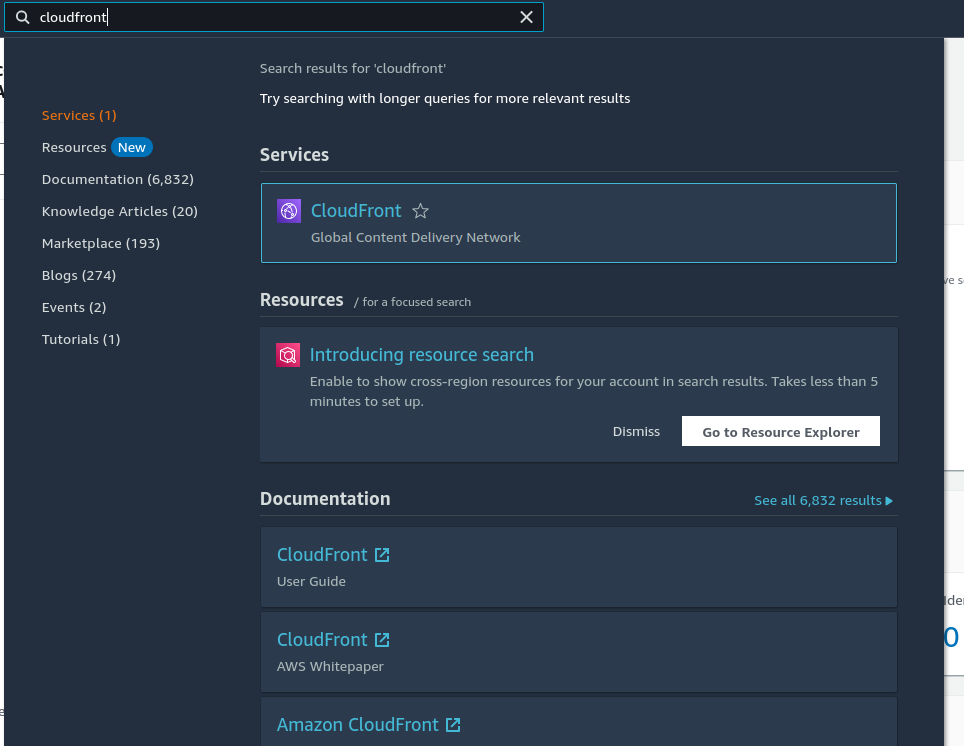 cloudfront
Search results for 'cloudfront'
Try searching with longer queries for more relevant results
Services (1)
Resources New
Documentation (6,832)
Knowledge Articles (20)
Marketplace (193)
Blogs (274)
Events (2)
Tutorials (1)
Services
CloudFront
Global Content Delivery Network
Resources / for a focused search
Introducing resource search
Enable to show cross-region resources for your account in search results. Takes less than 5
minutes to set up.
Dismiss
Go to Resource Explorer
Documentation
See all 6,832 results
CloudFront
User Guide
CloudFront
AWS Whitepaper
Amazon CloudFront
0